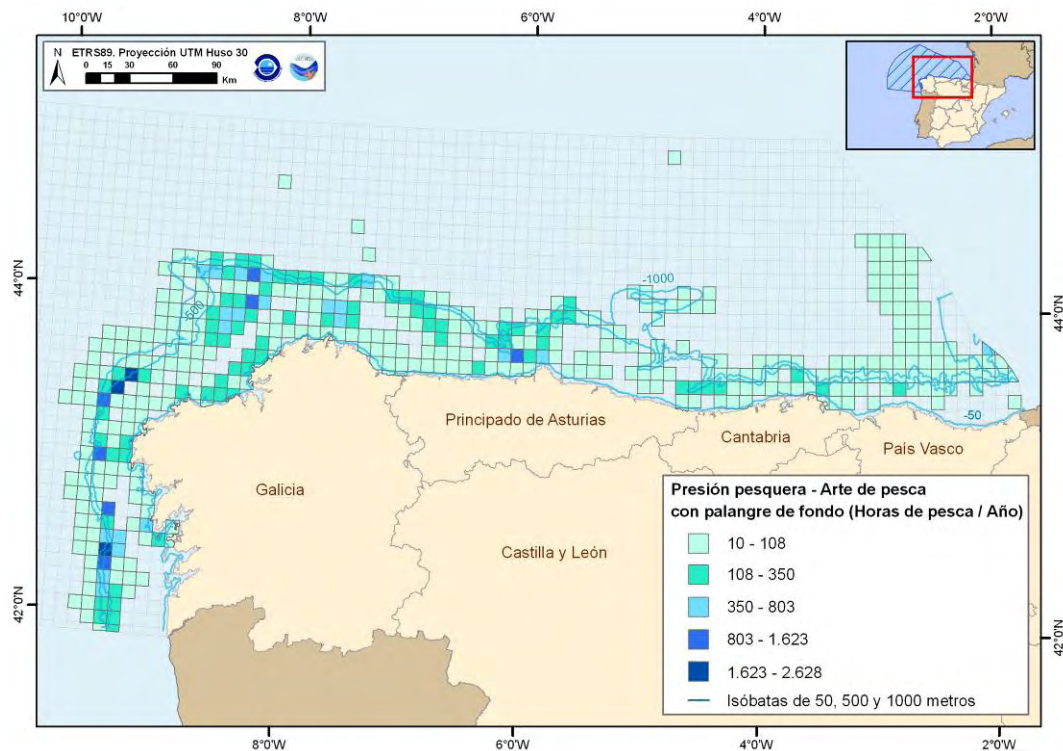 10°0'W 8°0'W 6°0'W 4°0'W 2°0'W
N ETRS89. Proyección UTM Huso 30
0 15 30 60 90
Km
44°0'N
44°0'N
-1000
-500
-50
Principado de Asturias
Cantabria
País Vasco
Galicia
Castilla y León
Presión pesquera - Arte de pesca
con palangre de fondo (Horas de pesca / Año)
10 - 108
108 - 350
350 - 803
803 - 1.623
1.623 - 2.628
Isóbatas de 50, 500 y 1000 metros
42°0'N
42°0'N
8°0'W 6°0'W 4°0'W 2°0'W